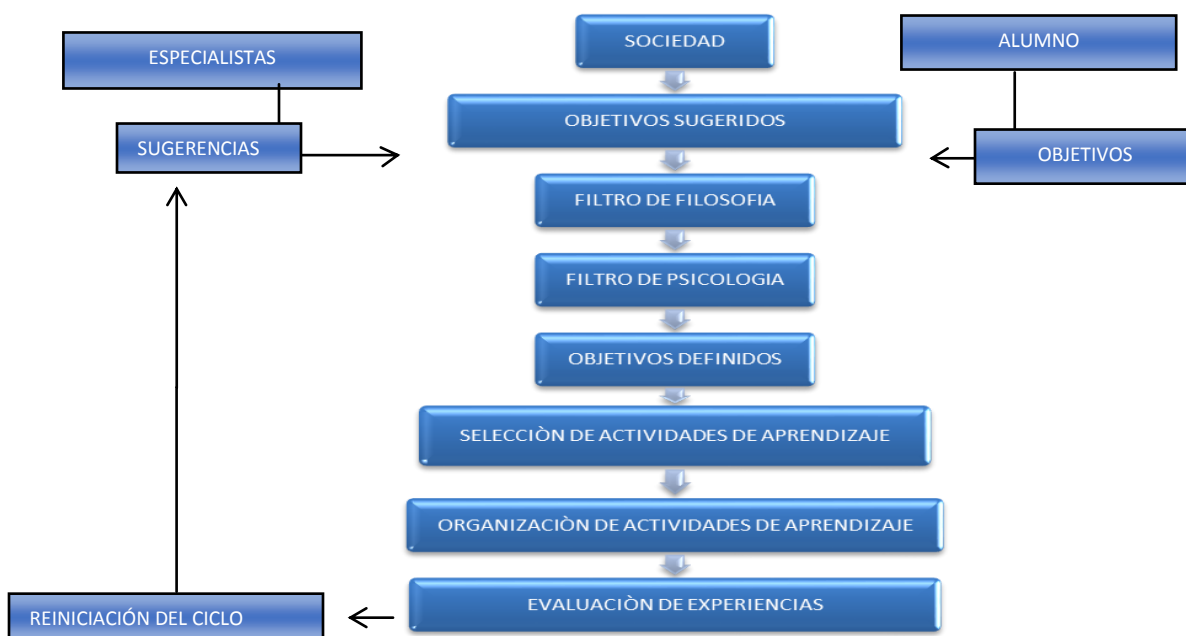 SOCIEDAD
ESPECIALISTAS
ALUMNO
OBJETIVOS SUGERIDOS
SUGERENCIAS
OBJETIVOS
FILTRO DE FILOSOFIA
FILTRO DE PSICOLOGIA
OBJETIVOS DEFINIDOS
SELECCIÒN DE ACTIVIDADES DE APRENDIZAJE
ORGANIZACIÒN DE ACTIVIDADES DE APRENDIZAJE
EVALUACIÒN DE EXPERIENCIAS
REINICIACIÓN DEL CICLO